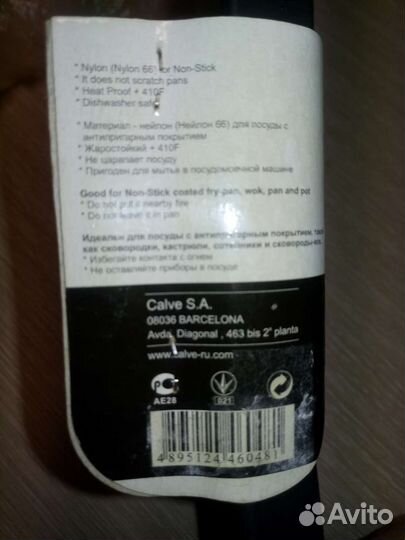 * Nylon (Nylon 66) for Non-Stick
* It does not scratch pans
* Heat Proof + 410F
* Dishwasher safe
* Материал - нейлон (Нейлон 66) для посуды с
антипригарным покрытием
* Жаростойкий + 410F
* Не царапает посуду
* Пригоден для мытья в посудомоечной машине
Good for Non-Stick coated fry-pan, wok, pan and pot
* Do not put it nearby fire
* Do not leave it in pan
Идеально для посуды с антипригарным покрытием,
как сковородки, кастрюли, сотейники и сковороды-вок.
* Избегайте контакта с огнем
* Не оставляйте приборы в посуде
Calve S.A.
08036 BARCELONA
Avda. Diagonal , 463 bis 2ª planta
www.calve-ru.com
АЕ28
021
4895124460481
Avito